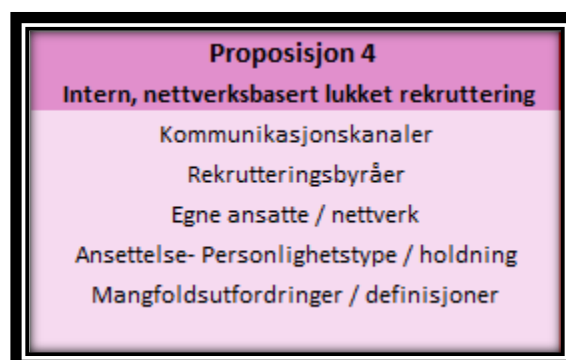 Proposisjon 4
Intern, nettverksbasert lukket rekruttering
Kommunikasjonskanaler
Rekrutteringsbyråer
Egne ansatte / nettverk
Ansettelse- Personlighetstype / holdning
Mangfoldsutfordringer / definisjoner